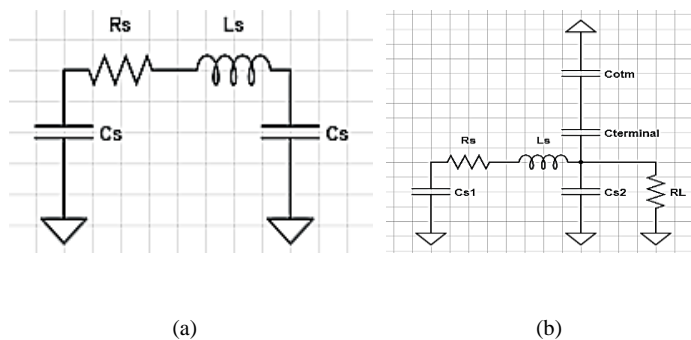 Rs Ls
Cs Cs
(a)
Cotm
Cterminal
Rs Ls
Cs1 Cs2 RL
(b)